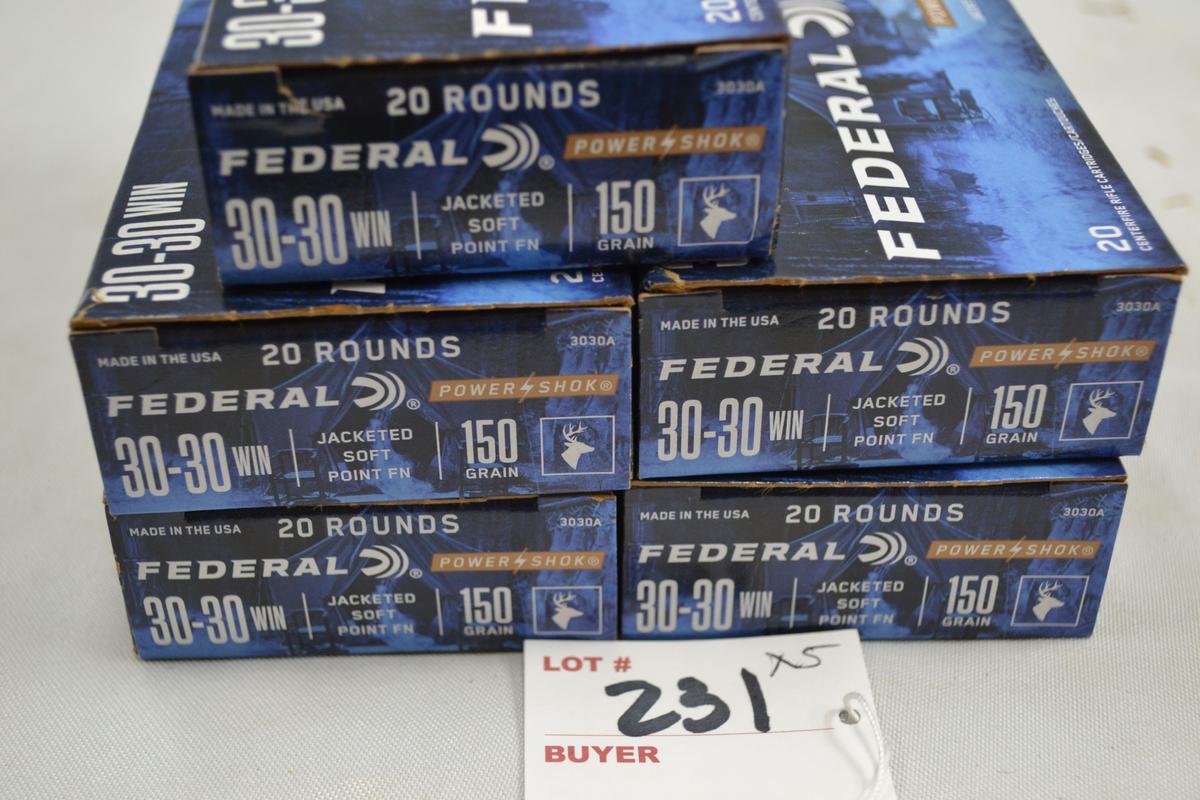 30-30
FE
20
MADE IN THE USA 20 ROUNDS 3030A
FEDERAL® POWER SHOK®
30-30 WIN JACKETED SOFT POINT FN 150 GRAIN
30-30 WIN
FEDERAL
20
CENTERFIRE RIFLE CARTRIDGES/CARTOUCHES
MADE IN THE USA 20 ROUNDS 3030A
FEDERAL® POWER SHOK®
30-30 WIN JACKETED SOFT POINT FN 150 GRAIN
MADE IN THE USA 20 ROUNDS 3030A
FEDERAL® POWER SHOK®
30-30 WIN JACKETED SOFT POINT FN 150 GRAIN
MADE IN THE USA 20 ROUNDS 3030A
FEDERAL® POWER SHOK®
30-30 WIN JACKETED SOFT POINT FN 150 GRAIN
MADE IN THE USA 20 ROUNDS 3030A
FEDERAL® POWER SHOK®
30-30 WIN JACKETED SOFT POINT FN 150 GRAIN
LOT # 231 x5
BUYER